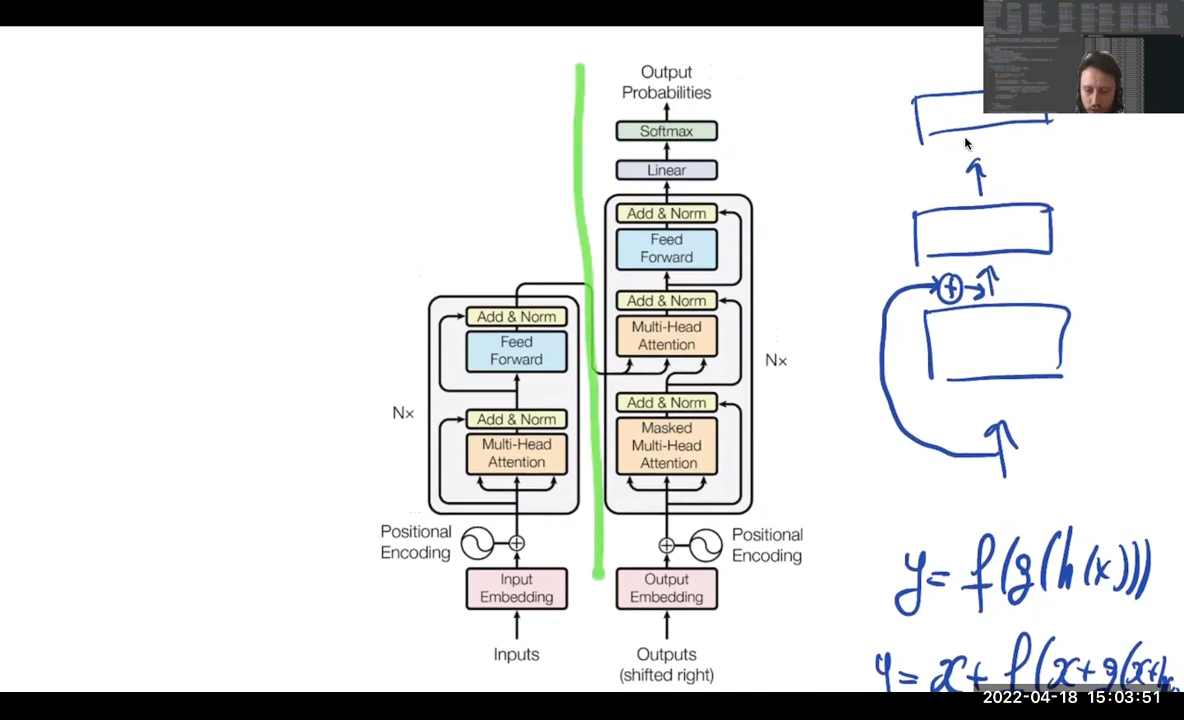 Output
Probabilities
Softmax
Linear
Add & Norm
Feed
Forward
Add & Norm
Multi-Head
Attention
Nx
Add & Norm
Masked
Multi-Head
Attention
Positional
Encoding
Output
Embedding
Outputs
(shifted right)
Add & Norm
Feed
Forward
Nx
Add & Norm
Multi-Head
Attention
Positional
Encoding
Input
Embedding
Inputs
y = f(g(h(x)))
y = x + f(x + g(x +
2022-04-18 15:03:51